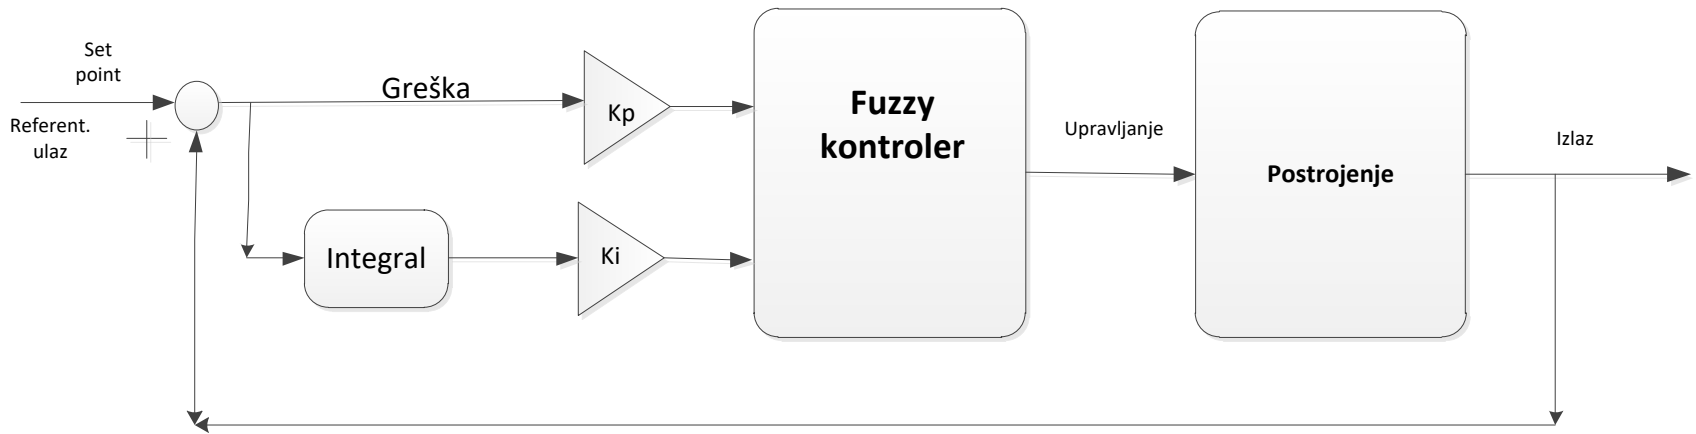 Set
point
Referent.
ulaz
Greška
Kp
Integral
Ki
Fuzzy
kontroler
Upravljanje
Postrojenje
Izlaz